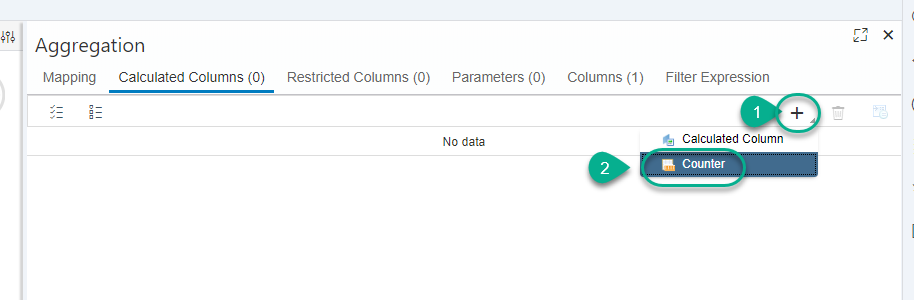 Aggregation
Mapping Calculated Columns (0) Restricted Columns (0) Parameters (0) Columns (1) Filter Expression
1
No data
Calculated Column
2
Counter